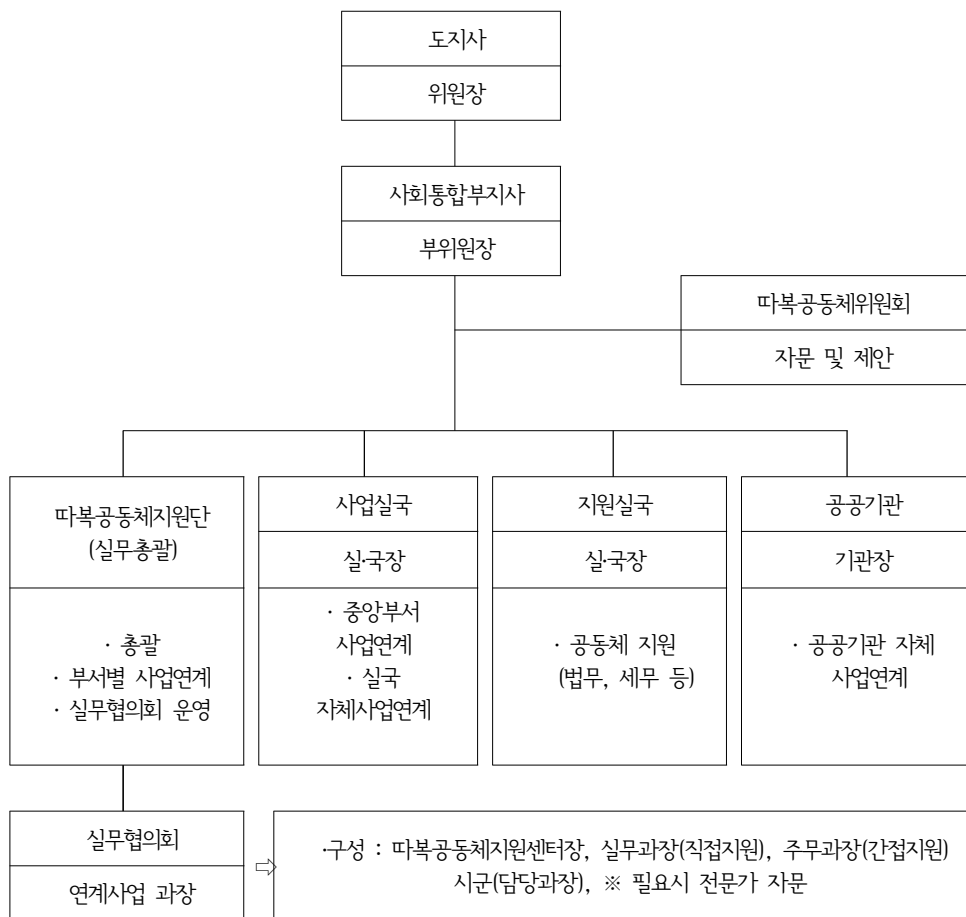 도지사
위원장
사회통합부지사
부위원장
따복공동체위원회
자문 및 제안
따복공동체지원단
(실무총괄)
· 총괄
· 부서별 사업연계
· 실무협의회 운영
사업실국
실·국장
· 중앙부서
사업연계
· 실국
자체사업연계
지원실국
실·국장
· 공동체 지원
(법무, 세무 등)
공공기관
기관장
· 공공기관 자체
사업연계
실무협의회
연계사업 과장
⇨
·구성 : 따복공동체지원센터장, 실무과장(직접지원), 주무과장(간접지원)
시군(담당과장), ※ 필요시 전문가 자문